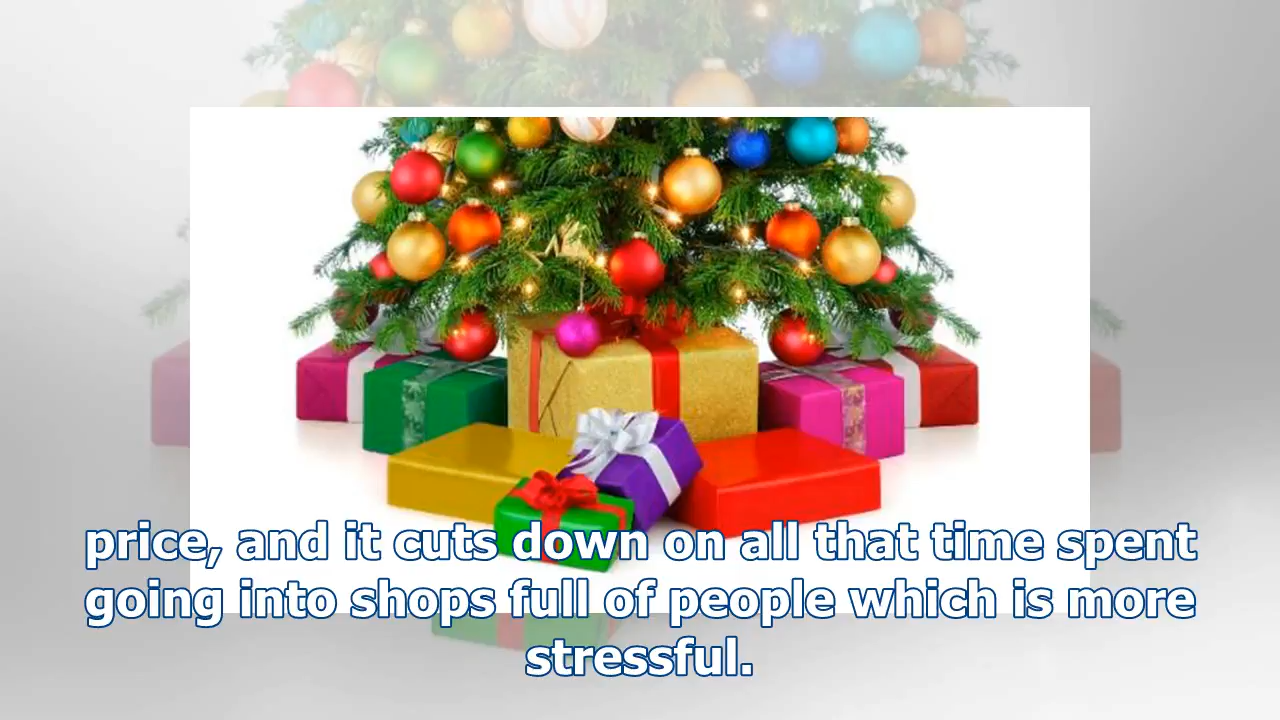 price, and it cuts down on all that time spent
going into shops full of people which is more
stressful.